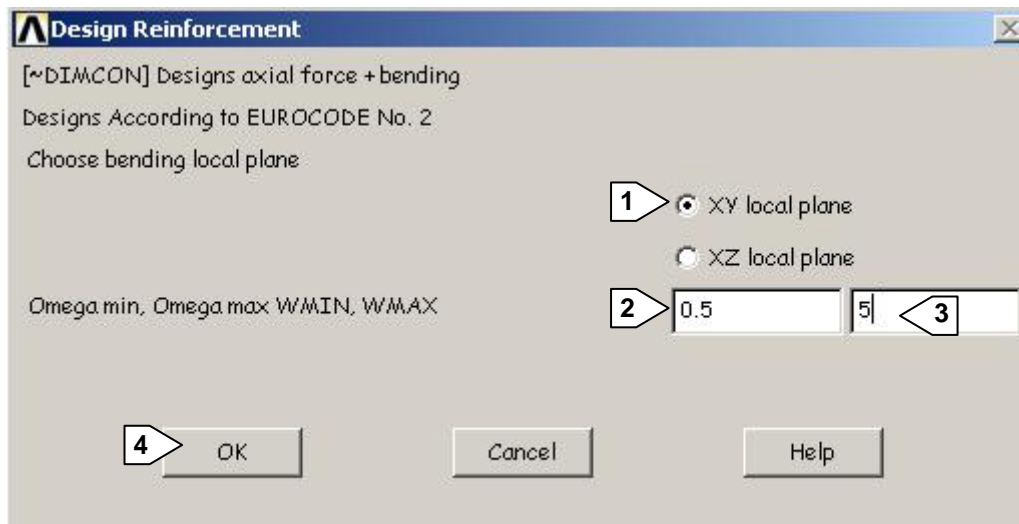 Design Reinforcement
[~DIMCON] Designs axial force + bending
Designs According to EUROCODE No. 2
Choose bending local plane
1 XY local plane
XZ local plane
Omega min, Omega max WMIN, WMAX 2 0.5 5 3
4 OK Cancel Help